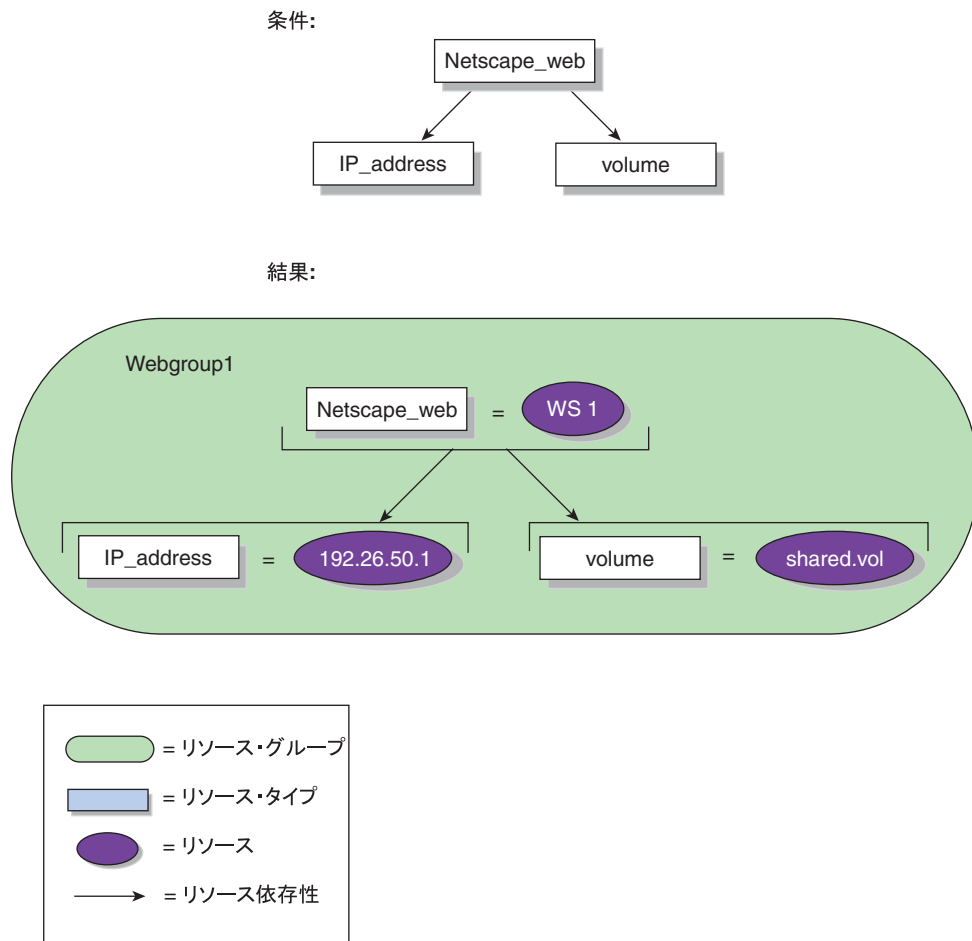 条件:
Netscape_web
IP_address
volume
結果:
Webgroup1
Netscape_web = WS 1
IP_address = 192.26.50.1
volume = shared.vol
= リソース・グループ
= リソース・タイプ
= リソース
= リソース依存性